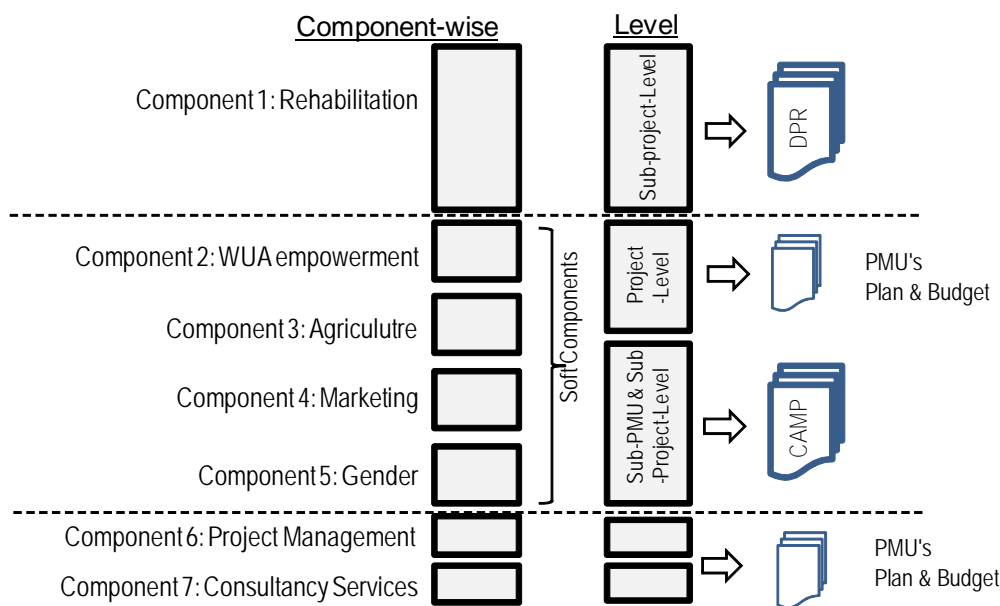 Component-wise
Level
Component 1: Rehabilitation
Sub-project-Level
DPR
Component 2: WUA empowerment
Component 3: Agriculutre
Component 4: Marketing
Component 5: Gender
Soft Components
Project
-Level
PMU's
Plan & Budget
Sub-PMU & Sub
-Project-Level
CAMP
Component 6: Project Management
Component 7: Consultancy Services
PMU's
Plan & Budget